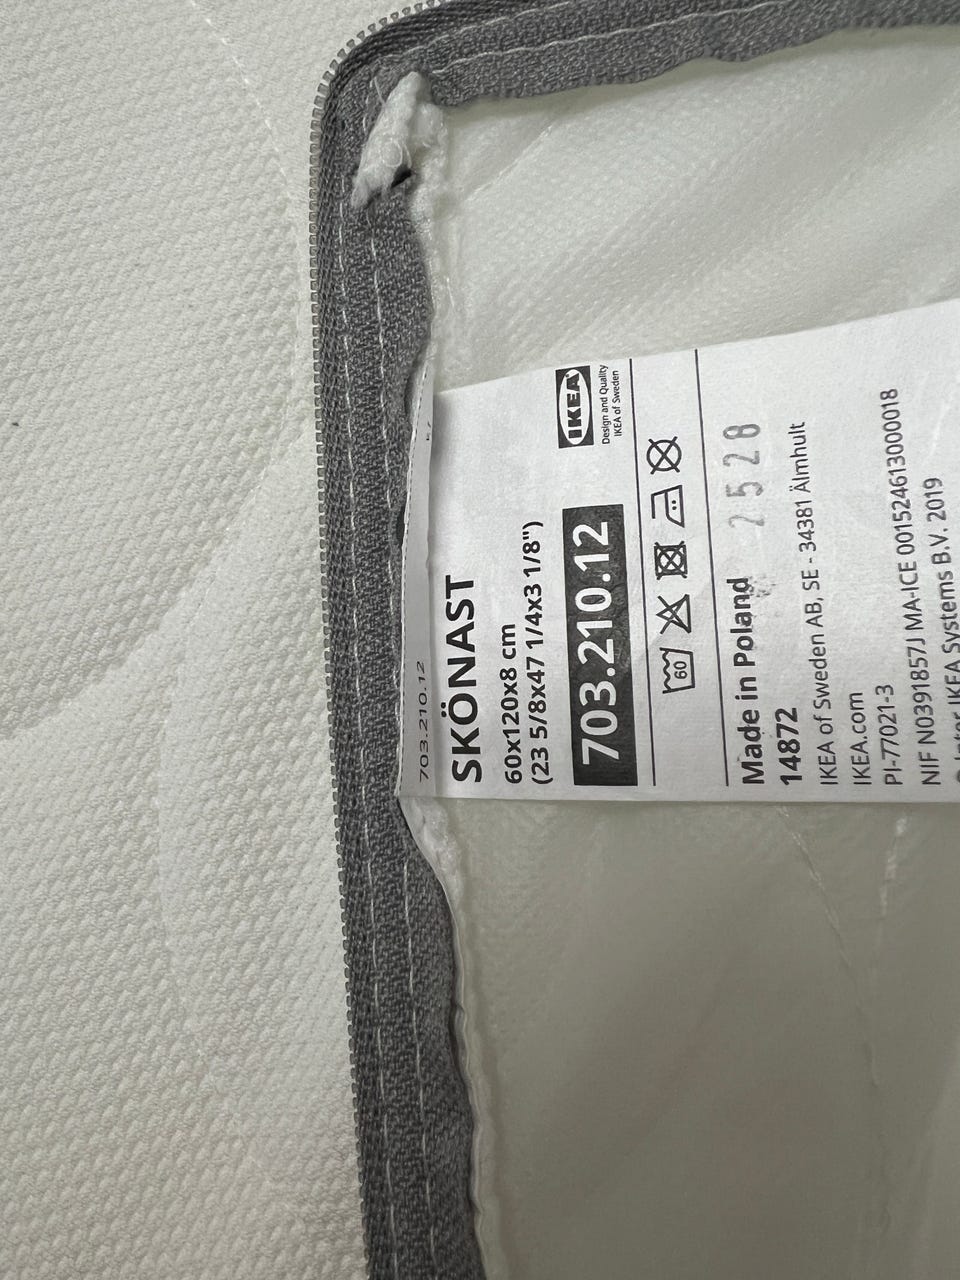 703.210.12
SKÖNAST
60x120x8 cm
(23 5/8x47 1/4x3 1/8")
703.210.12
IKEA
Design and Quality
IKEA of Sweden
60
Made in Poland 2528
14872
IKEA of Sweden AB, SE - 34381 Älmhult
IKEA.com
PI-77021-3
NIF N0391857J MA-ICE 001524613000018
Inter IKEA Systems B.V. 2019